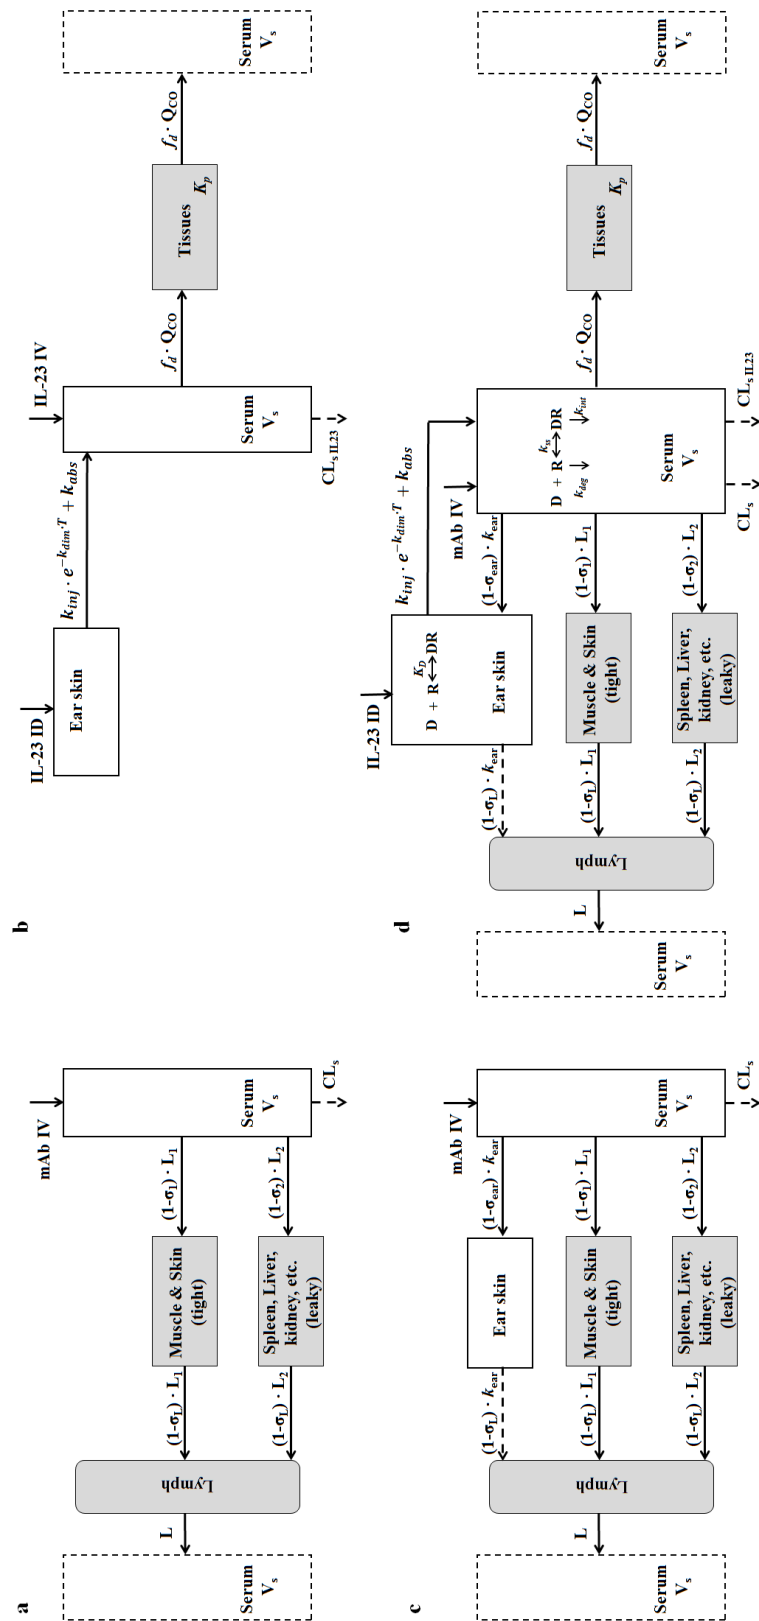 a
mAb IV
Serum
Vs
L
Lymph
(1-σL) · L1
Muscle & Skin
(tight)
(1-σ1) · L1
(1-σL) · L2
Spleen, Liver,
kidney, etc.
(leaky)
(1-σ2) · L2
Serum
Vs
CLs
b
IL-23 ID
Ear skin
kinj · e^-kdim·T + kabs
IL-23 IV
Serum
Vs
CLs IL23
fd · QCO
Tissues
Kp
fd · QCO
Serum
Vs
c
mAb IV
Serum
Vs
L
Lymph
(1-σL) · kear
Ear skin
(1-σear) · kear
(1-σL) · L1
Muscle & Skin
(tight)
(1-σ1) · L1
(1-σL) · L2
Spleen, Liver,
kidney, etc.
(leaky)
(1-σ2) · L2
Serum
Vs
CLs
d
IL-23 ID
Serum
Vs
L
Lymph
(1-σL) · kear
KD
D + R ⟷ DR
Ear skin
kinj · e^-kdim·T + kabs
mAb IV
(1-σear) · kear
(1-σL) · L1
Muscle & Skin
(tight)
(1-σ1) · L1
(1-σL) · L2
Spleen, Liver,
kidney, etc.
(leaky)
(1-σ2) · L2
kss
D + R ⟷ DR
kdeg ↓ ↓ kint
Serum
Vs
CLs
CLs IL23
fd · QCO
Tissues
Kp
fd · QCO
Serum
Vs